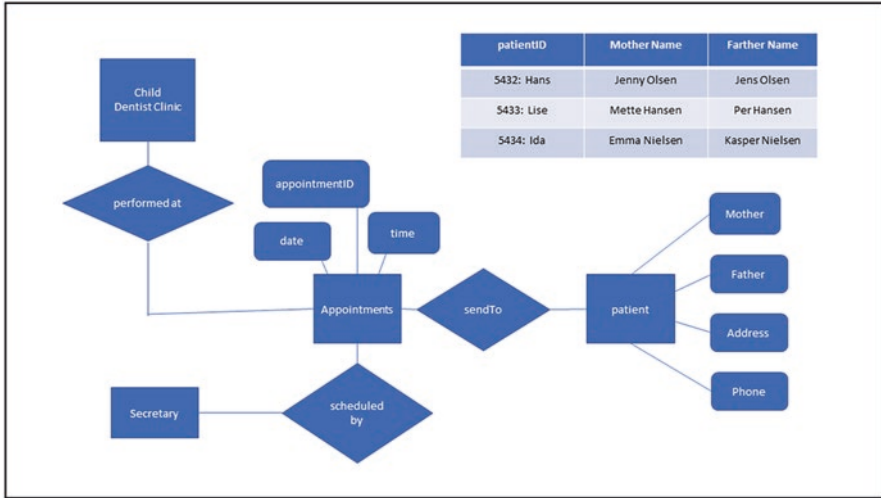 patientID Mother Name Farther Name
5432: Hans Jenny Olsen Jens Olsen
5433: Lise Mette Hansen Per Hansen
5434: Ida Emma Nielsen Kasper Nielsen
Child
Dentist Clinic
performed at
appointmentID
date
time
Appointments
sendTo
patient
Mother
Father
Address
Phone
Secretary
scheduled
by